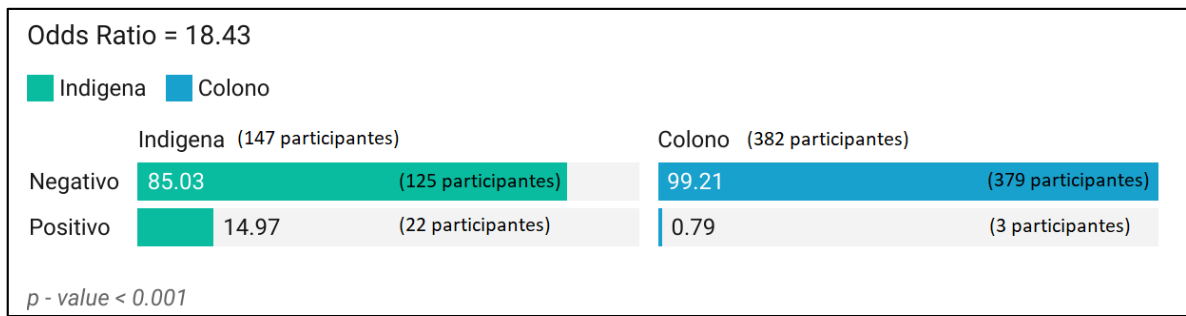 Odds Ratio = 18.43
Indigena Colono
Indigena (147 participantes) Colono (382 participantes)
Negativo 85.03 (125 participantes) 99.21 (379 participantes)
Positivo 14.97 (22 participantes) 0.79 (3 participantes)
p - value < 0.001